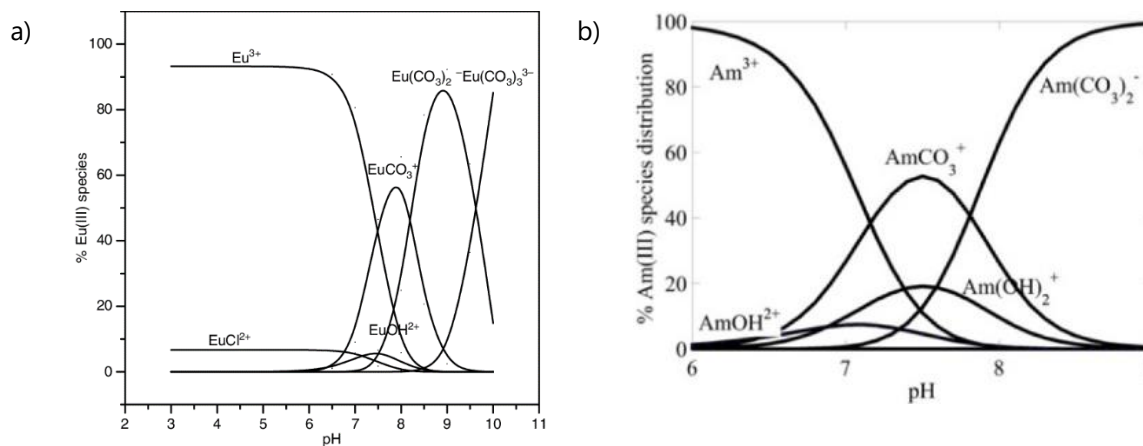 a)
Eu³⁺
Eu(CO₃)₂⁻
Eu(CO₃)₃³⁻
EuCO₃⁺
EuOH²⁺
EuCl²⁺
% Eu(III) species
100
80
60
40
20
0
2 3 4 5 6 7 8 9 10 11
pH
b)
Am³⁺
Am(CO₃)₂⁻
AmCO₃⁺
Am(OH)₂⁺
AmOH²⁺
% Am(III) species distribution
100
80
60
40
20
0
6 7 8
pH